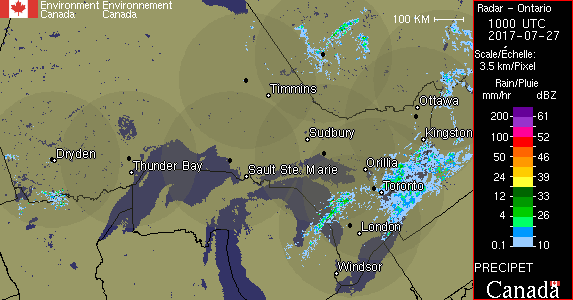 Environment Environnement
Canada Canada
100 KM
Timmins
Ottawa
Sudbury
Kingston
Dryden
Thunder Bay
Sault Ste. Marie
Orillia
Toronto
London
Windsor
Radar - Ontario
1000 UTC
2017-07-27
Scale/Échelle:
3.5 km/Pixel
Rain/Pluie
mm/hr dBZ
200 61
100 52
50 46
24 39
12 33
4 26
0.1 10
PRECIPET
Canada